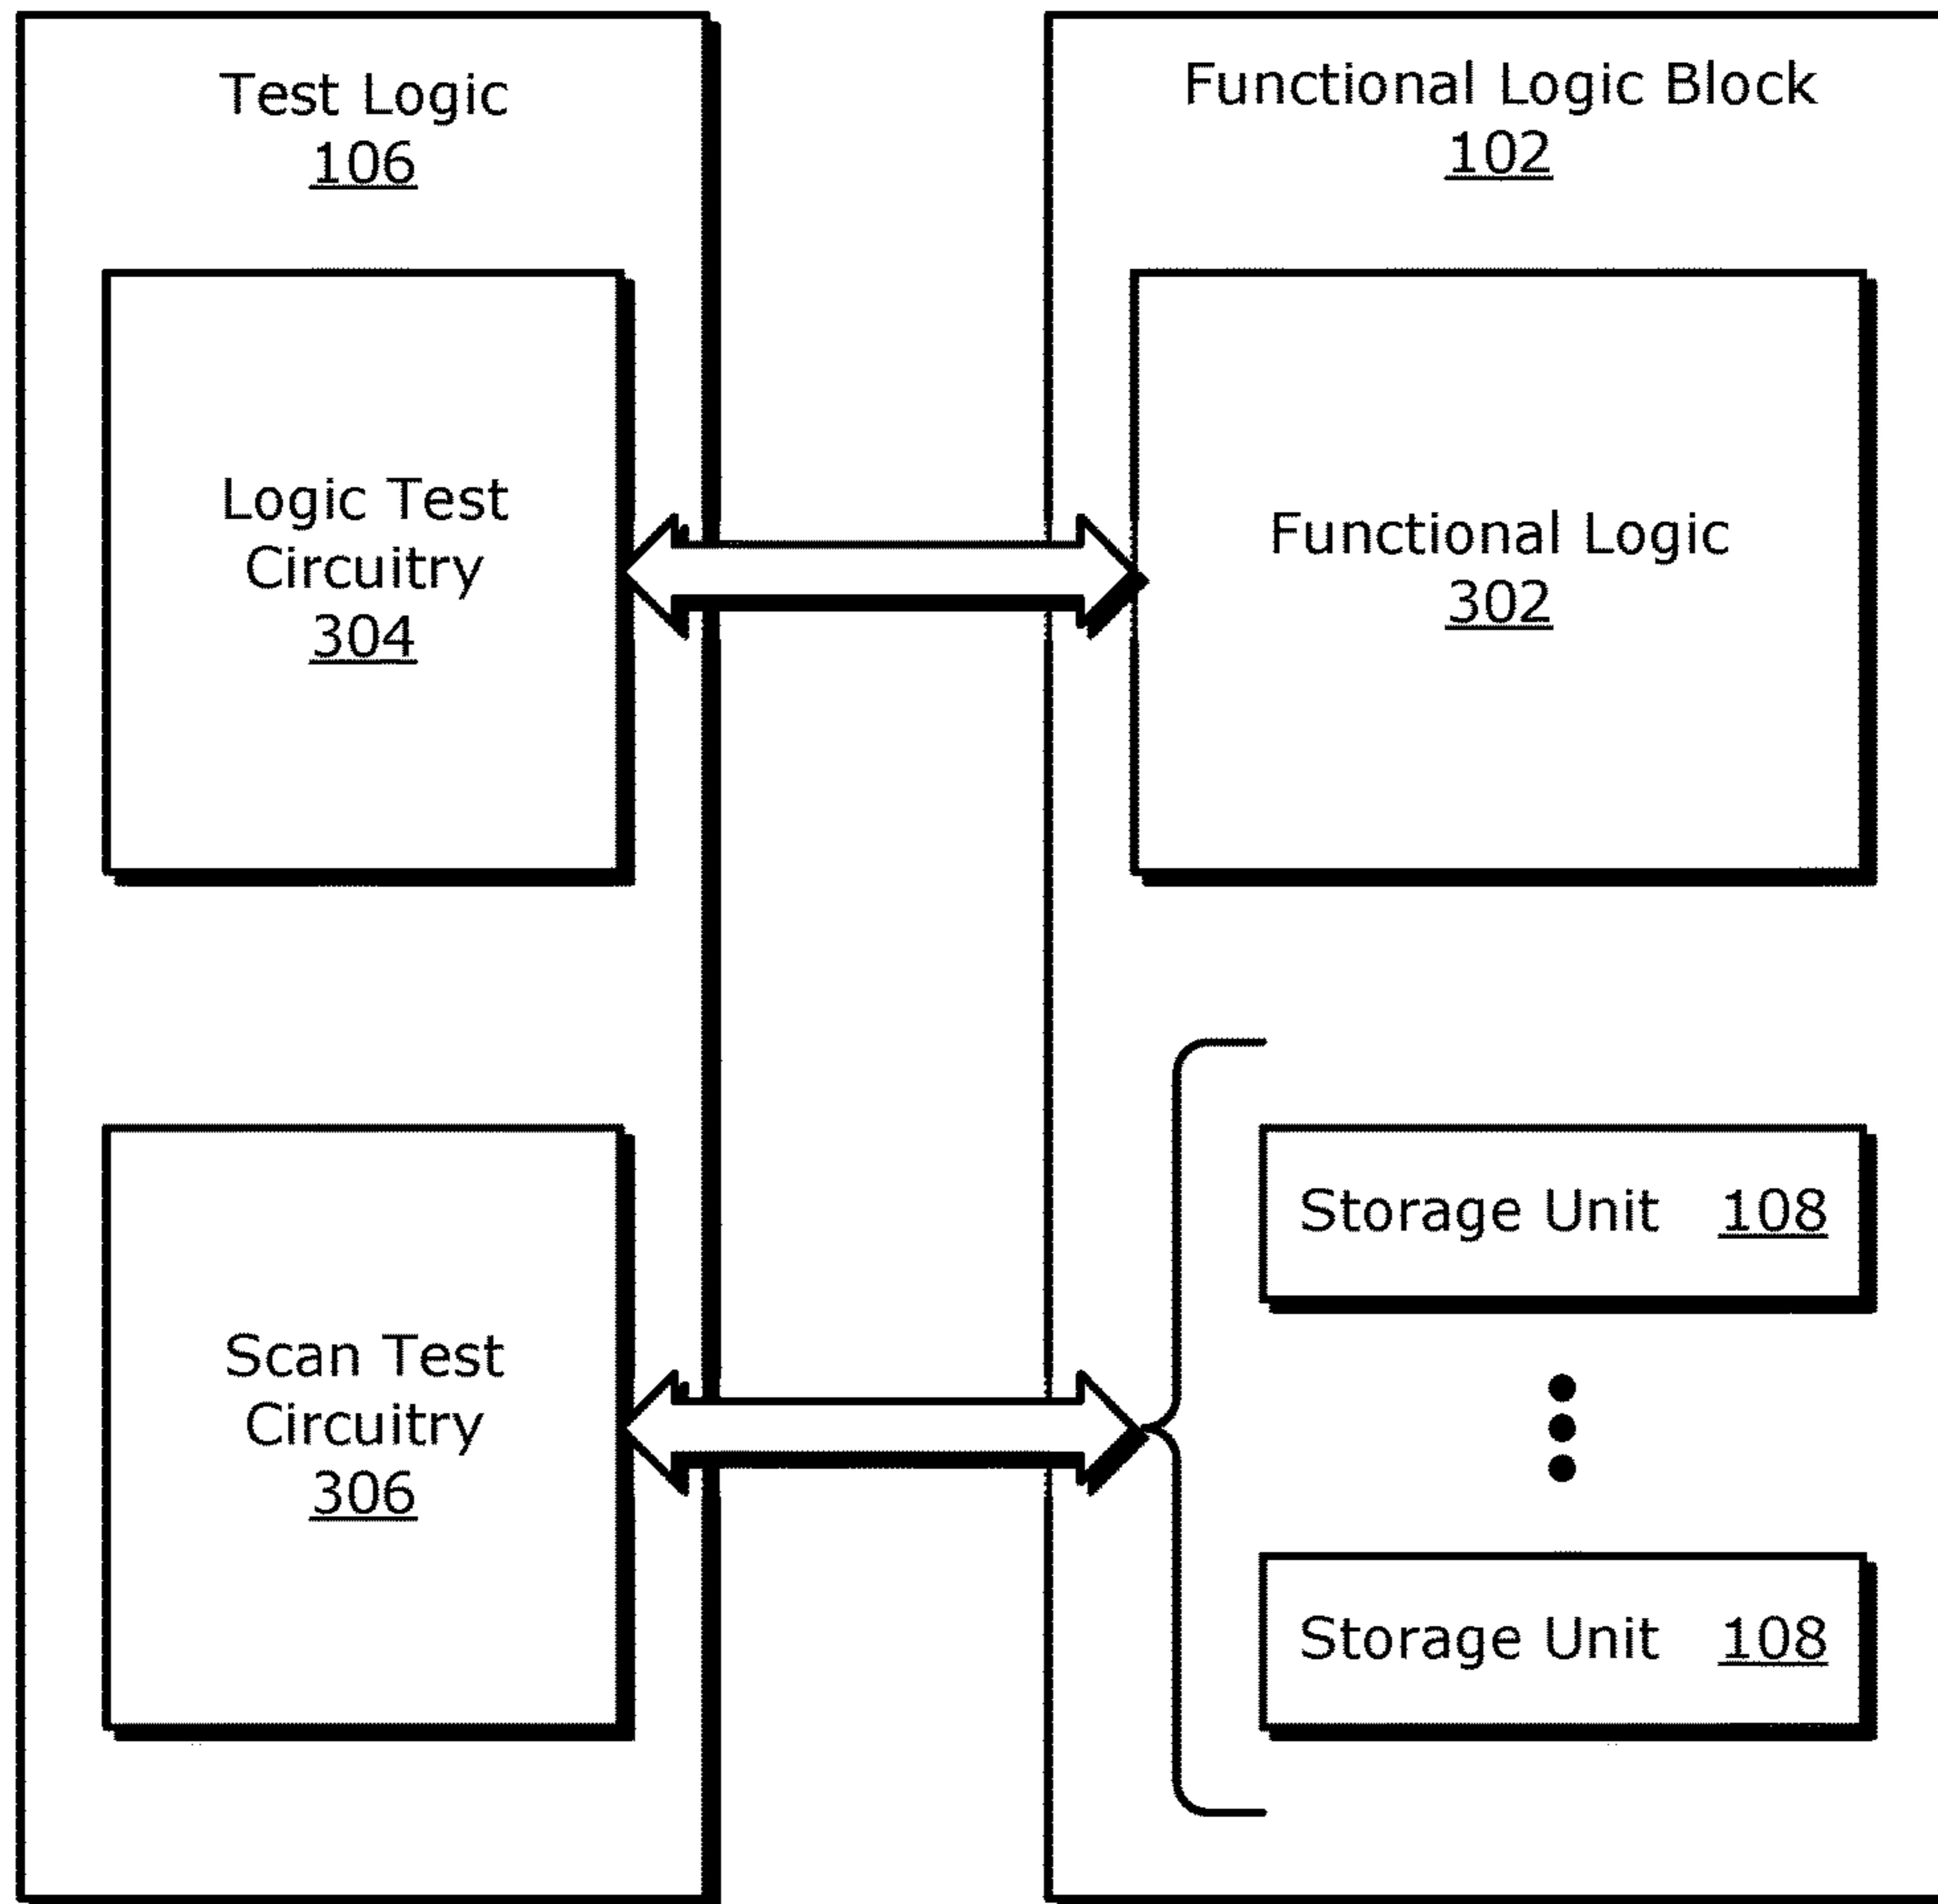 Test Logic
106
Functional Logic Block
102
Logic Test
Circuitry
304
Functional Logic
302
Scan Test
Circuitry
306
Storage Unit 108
Storage Unit 108